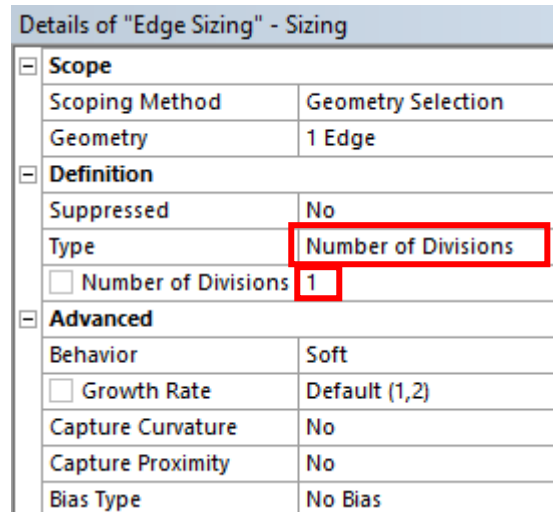 Details of "Edge Sizing" - Sizing
Scope
Scoping Method Geometry Selection
Geometry 1 Edge
Definition
Suppressed No
Type Number of Divisions
Number of Divisions 1
Advanced
Behavior Soft
Growth Rate Default (1,2)
Capture Curvature No
Capture Proximity No
Bias Type No Bias